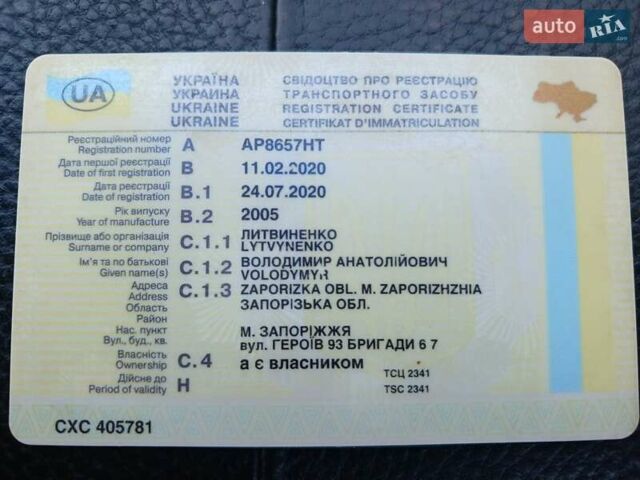 auto RIA .com
UA
УКРАЇНА
УКРАИНА
UKRAINE
UKRAINE
СВІДОЦТВО ПРО РЕЄСТРАЦІЮ
ТРАНСПОРТНОГО ЗАСОБУ
REGISTRATION CERTIFICATE
CERTIFIKAT D'IMMATRICULATION
Реєстраційний номер
Registration number A AP8657HT
Дата першої реєстрації
Date of first registration B 11.02.2020
Дата реєстрації
Date of registration B.1 24.07.2020
Рік випуску
Year of manufacture B.2 2005
Прізвище або організація
Surname or company C.1.1 ЛИТВИНЕНКО
LYTVYNENKO
Ім'я та по батькові
Given name(s) C.1.2 ВОЛОДИМИР АНАТОЛІЙОВИЧ
VOLODYMYR
Адреса
Address C.1.3 ZAPORIZKA OBL. M. ZAPORIZHZHIA
Область ЗАПОРІЗЬКА ОБЛ.
Район
Нас. пункт М. ЗАПОРІЖЖЯ
Вул., буд., кв. вул. ГЕРОЇВ 93 БРИГАДИ 6 7
Власність
Ownership C.4 а є власником
ТСЦ 2341
Дійсне до
Period of validity H
TSC 2341
СХС 405781